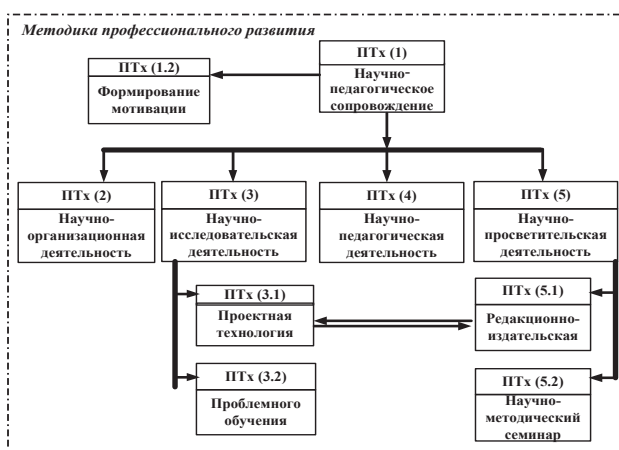 Методика профессионального развития
ПТх (1)
Научно-
педагогическое
сопровождение
ПТх (1.2)
Формирование
мотивации
ПТх (2)
Научно-
организационная
деятельность
ПТх (3)
Научно-
исследовательская
деятельность
ПТх (4)
Научно-
педагогическая
деятельность
ПТх (5)
Научно-
просветительская
деятельность
ПТх (3.1)
Проектная
технология
ПТх (5.1)
Редакционно-
издательская
ПТх (3.2)
Проблемного
обучения
ПТх (5.2)
Научно-
методический
семинар